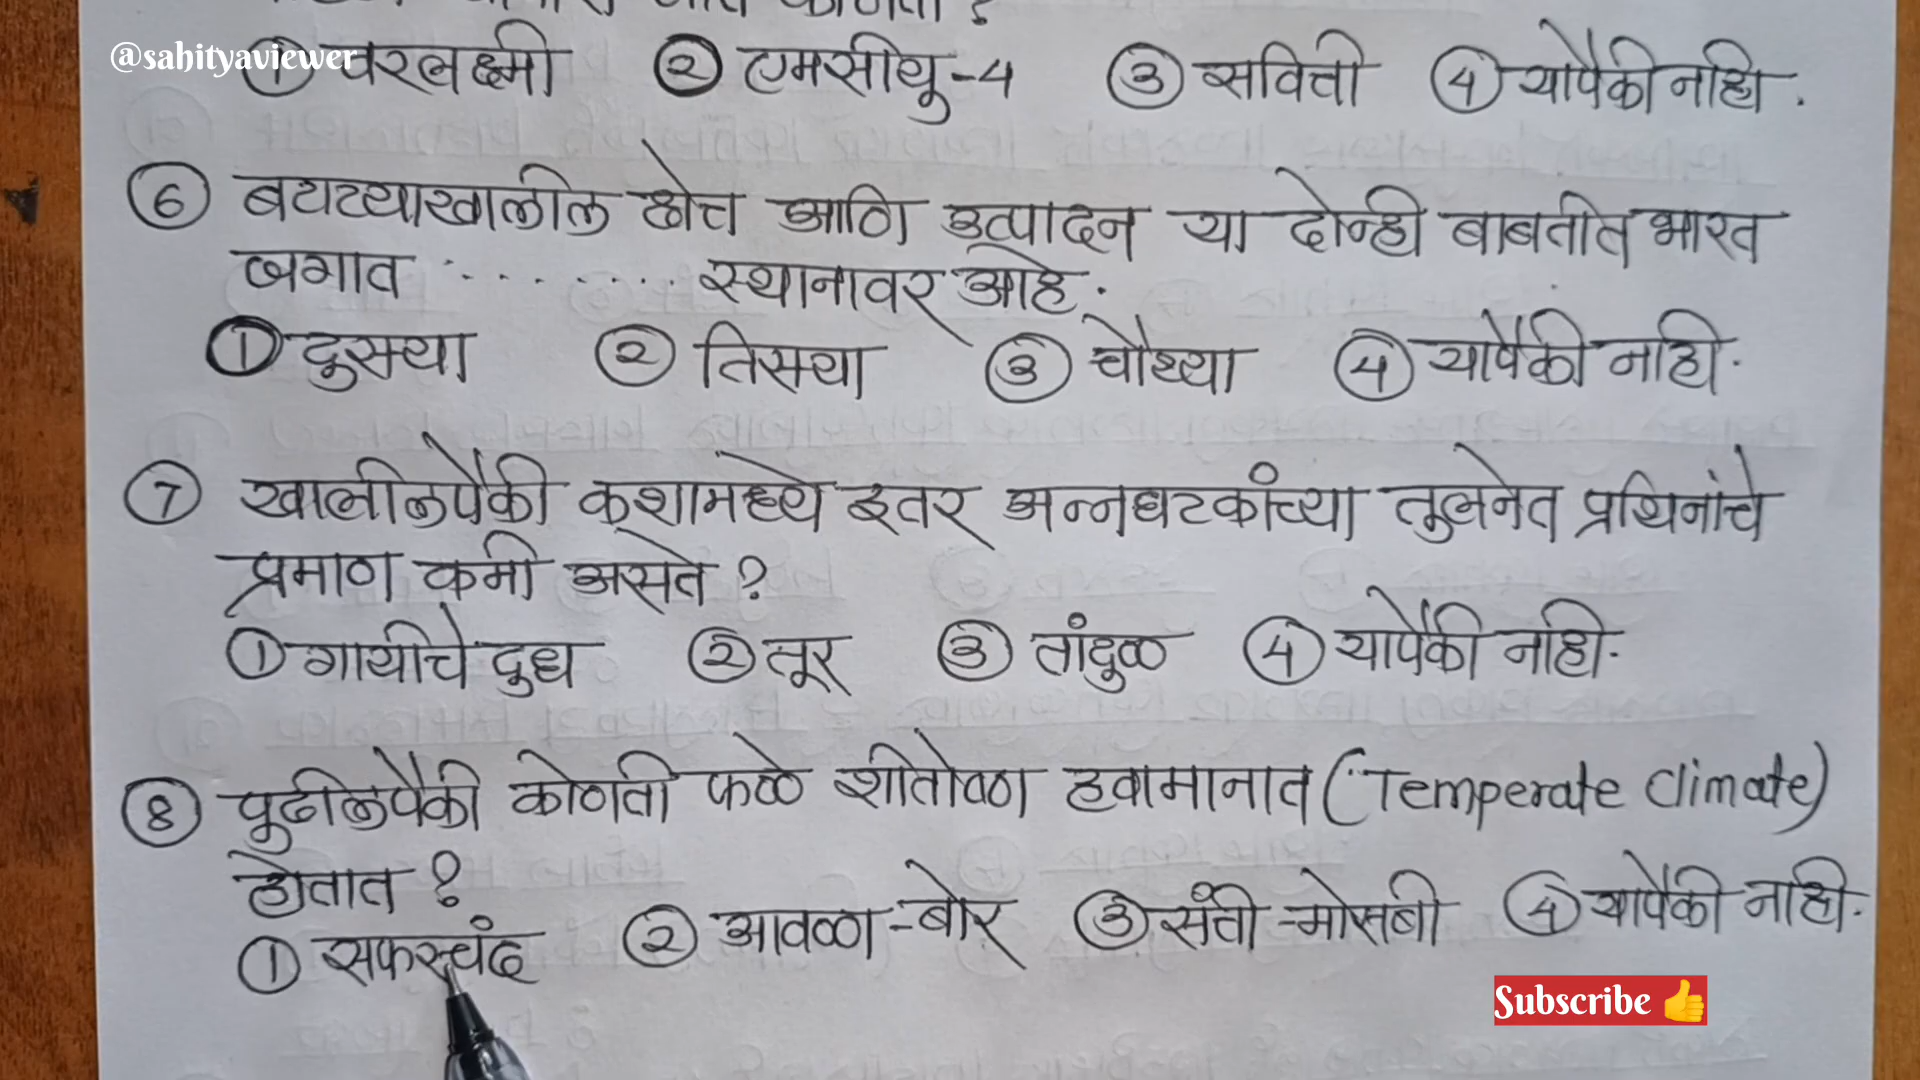 कोणती ?
@sahityaviewer
① वरलक्ष्मी ② एमसीयु-4 ③ सवित्री ④ यापैकी नाही.
⑥ बटाट्याखालील क्षेत्र आणि उत्पादन या दोन्ही बाबतीत भारत
जगात ........ स्थानावर आहे.
① दुसऱ्या ② तिसऱ्या ③ चौथ्या ④ यापैकी नाही.
⑦ खालीलपैकी कशामध्ये इतर अन्नघटकांच्या तुलनेत प्रथिनांचे
प्रमाण कमी असते ?
① गायीचे दुध ② तूर ③ तांदुळ ④ यापैकी नाही.
⑧ पुढीलपैकी कोणती फळे शीतोष्ण हवामानात (Temperate Climate)
होतात ?
① सफरचंद ② आवळा-बोर ③ संत्री-मोसंबी ④ यापैकी नाही.
Subscribe